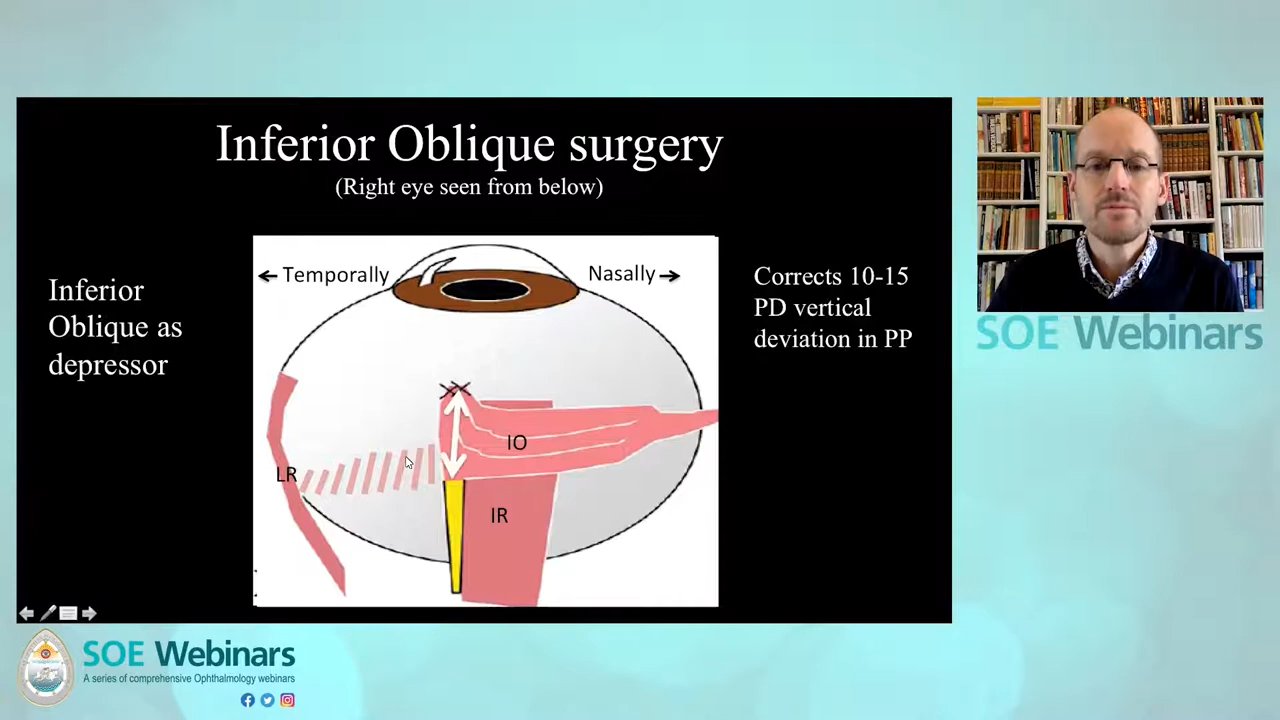 Inferior Oblique surgery
(Right eye seen from below)
Inferior
Oblique as
depressor
← Temporally
Nasally →
IO
LR
IR
Corrects 10-15
PD vertical
deviation in PP
SOE Webinars
SOE Webinars
A series of comprehensive Ophthalmology webinars